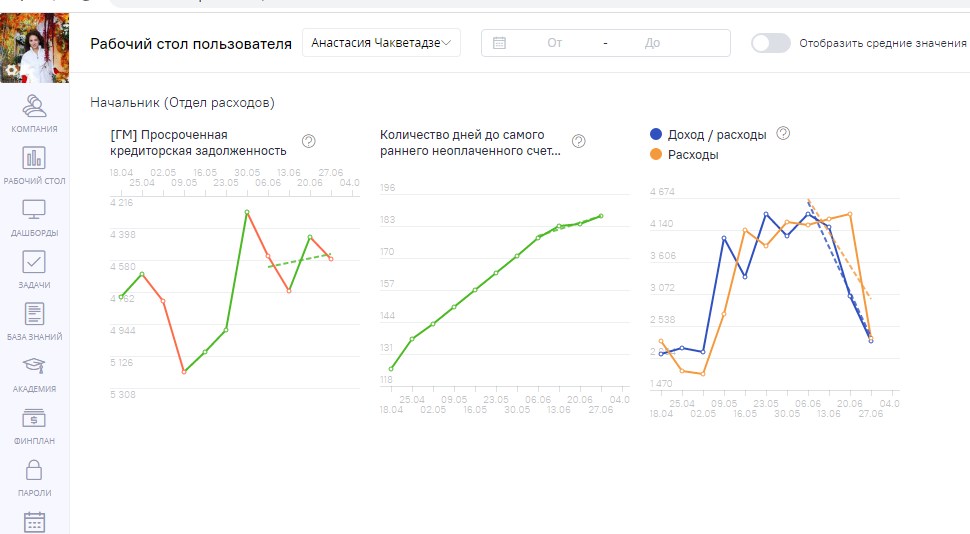 Рабочий стол пользователя
Анастасия Чакветадзе
От - До
Отобразить средние значения
КОМПАНИЯ
РАБОЧИЙ СТОЛ
ДАШБОРДЫ
ЗАДАЧИ
БАЗА ЗНАНИЙ
АКАДЕМИЯ
ФИНПЛАН
ПАРОЛИ
Начальник (Отдел расходов)
[ГМ] Просроченная
кредиторская задолженность
18.04 02.05 16.05 30.05 13.06 27.06
25.04 09.05 23.05 06.06 20.06 04.0
4 216
4 398
4 580
4 762
4 944
5 126
5 308
Количество дней до самого
раннего неоплаченного счет...
196
183
170
157
144
131
118
25.04 09.05 23.05 06.06 20.06 04.0
18.04 02.05 16.05 30.05 13.06 27.06
Доход / расходы
Расходы
4 674
4 140
3 606
3 072
2 538
1 470
25.04 09.05 23.05 06.06 20.06 04.0
18.04 02.05 16.05 30.05 13.06 27.06